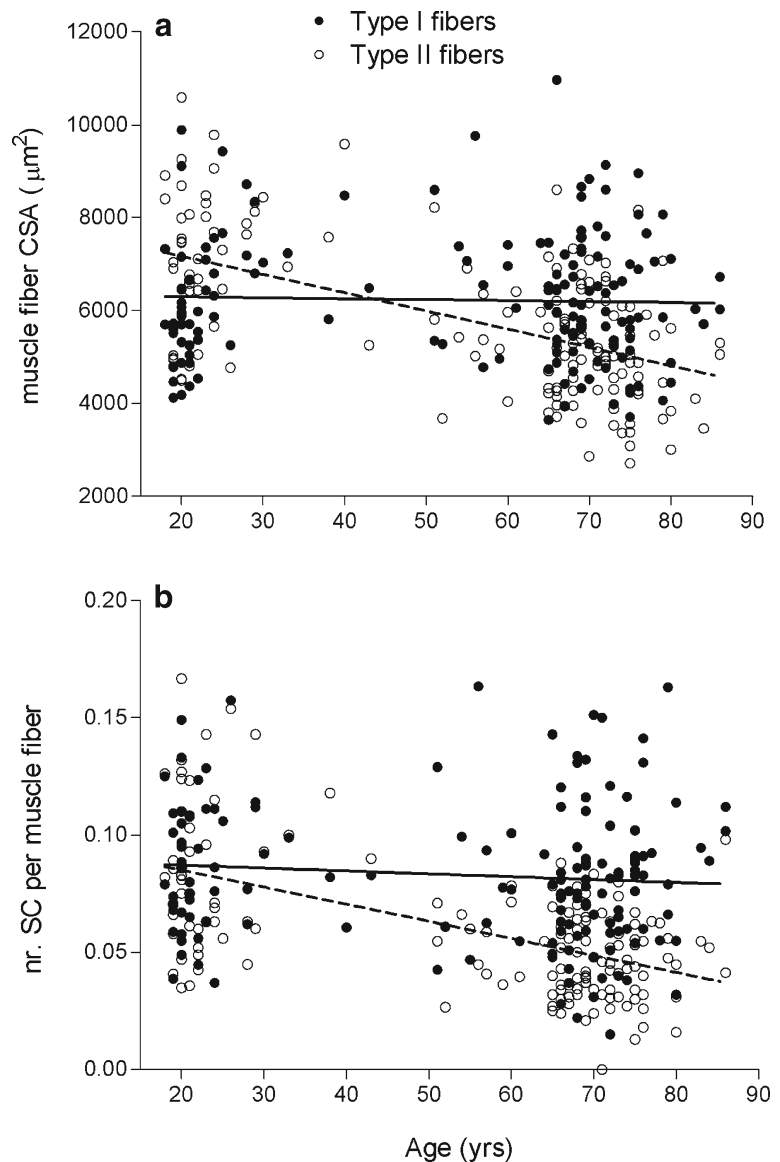 a
Type I fibers
Type II fibers
muscle fiber CSA (μm²)
12000
10000
8000
6000
4000
2000
20 30 40 50 60 70 80 90
b
nr. SC per muscle fiber
0.20
0.15
0.10
0.05
0.00
20 30 40 50 60 70 80 90
Age (yrs)